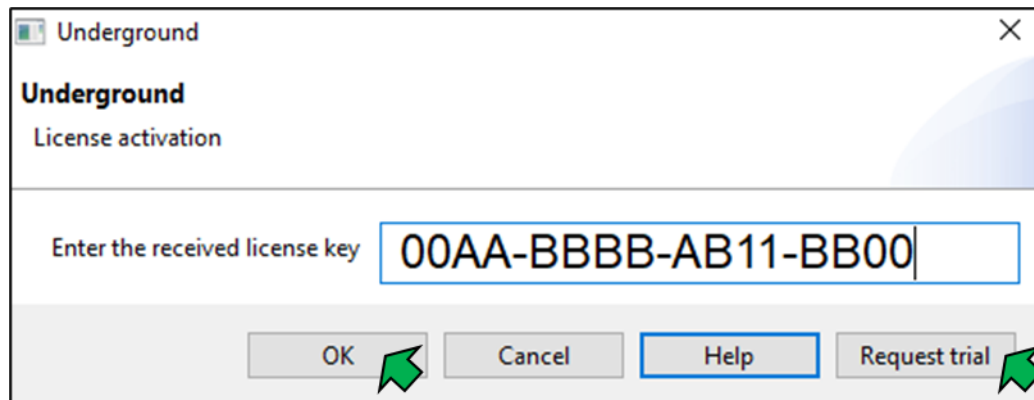 Underground
Underground
License activation
Enter the received license key 00AA-BBBB-AB11-BB00
OK Cancel Help Request trial